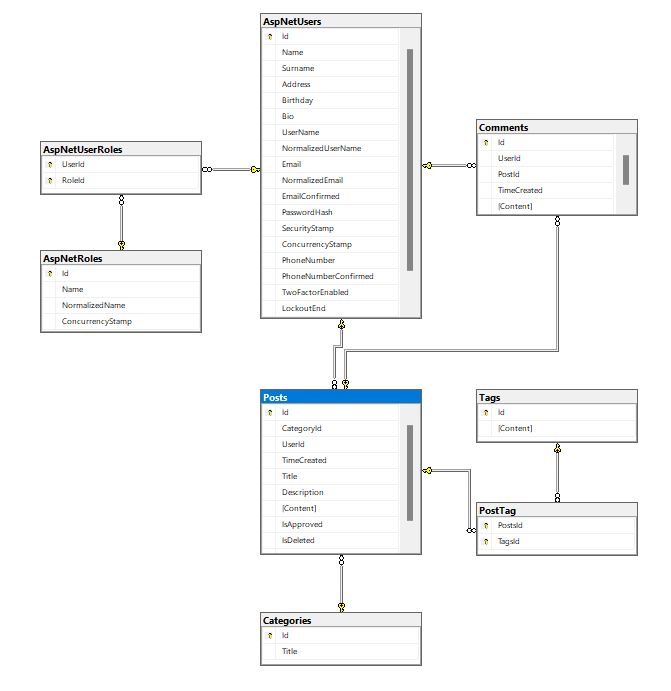 AspNetUsers
Id
Name
Surname
Address
Birthday
Bio
UserName
NormalizedUserName
Email
NormalizedEmail
EmailConfirmed
PasswordHash
SecurityStamp
ConcurrencyStamp
PhoneNumber
PhoneNumberConfirmed
TwoFactorEnabled
LockoutEnd
Comments
Id
UserId
PostId
TimeCreated
[Content]
AspNetUserRoles
UserId
RoleId
AspNetRoles
Id
Name
NormalizedName
ConcurrencyStamp
Posts
Id
CategoryId
UserId
TimeCreated
Title
Description
[Content]
IsApproved
IsDeleted
Tags
Id
[Content]
PostTag
PostsId
TagsId
Categories
Id
Title